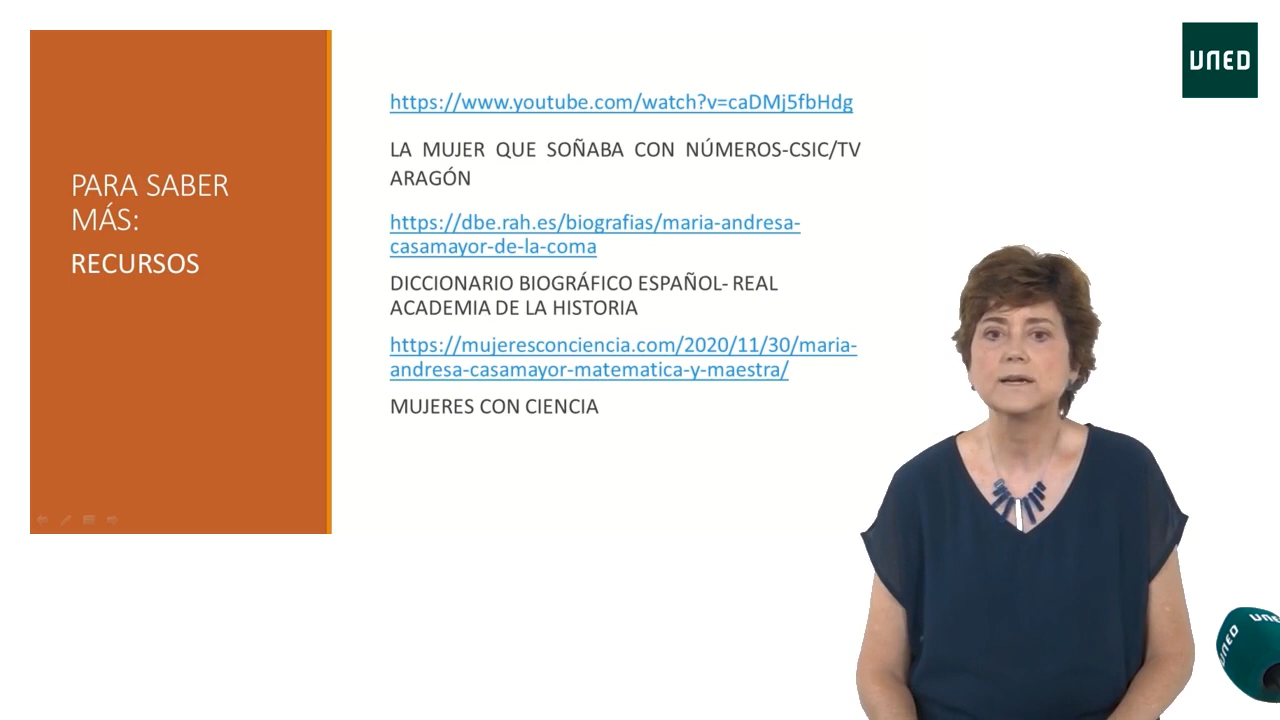 PARA SABER
MÁS:
RECURSOS
https://www.youtube.com/watch?v=caDMj5fbHdg
LA MUJER QUE SOÑABA CON NÚMEROS-CSIC/TV
ARAGÓN
https://dbe.rah.es/biografias/maria-andresa-
casamayor-de-la-coma
DICCIONARIO BIOGRÁFICO ESPAÑOL- REAL
ACADEMIA DE LA HISTORIA
https://mujeresconciencia.com/2020/11/30/maria-
andresa-casamayor-matematica-y-maestra/
MUJERES CON CIENCIA
UNED
UNED
UNE